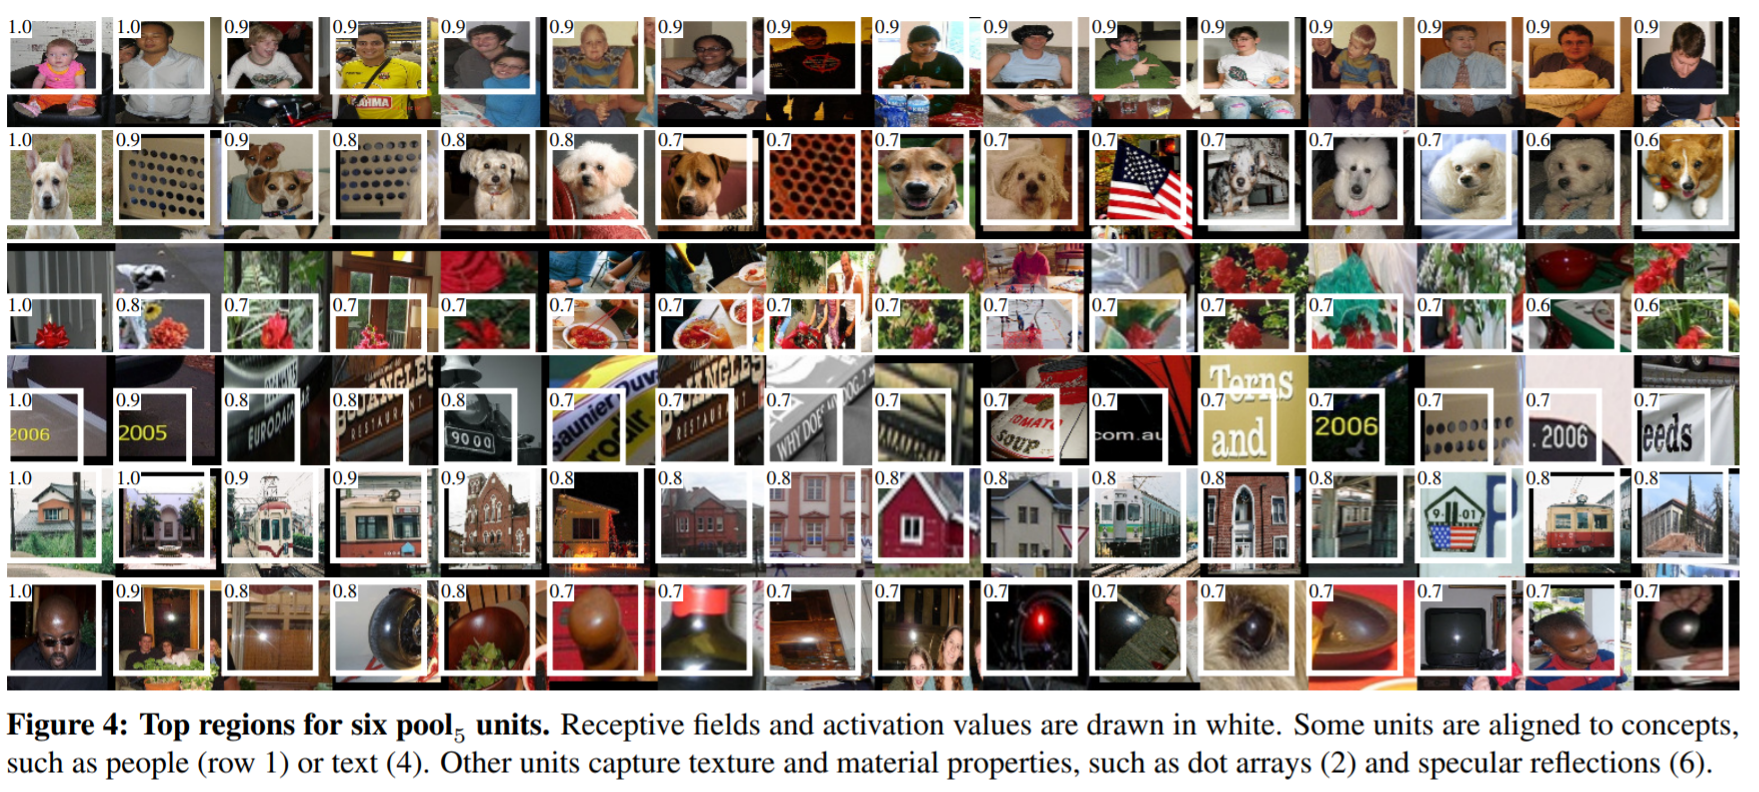 1.0 1.0 0.9 0.9 0.9 0.9 0.9 0.9 0.9 0.9 0.9 0.9 0.9 0.9 0.9 0.9
ARMA
1.0 0.9 0.9 0.8 0.8 0.8 0.7 0.7 0.7 0.7 0.7 0.7 0.7 0.7 0.6 0.6
1.0 0.8 0.7 0.7 0.7 0.7 0.7 0.7 0.7 0.7 0.7 0.7 0.7 0.7 0.6 0.6
1.0 0.9 0.8 0.8 0.8 0.7 0.7 0.7 0.7 0.7 0.7 0.7 0.7 0.7 0.7 0.7
2006
2005
EURODA
RESTAURANT
9000
aunier
Duv
rodir
ANGLES
RESTAURANT
WHY DOES
DOG
TOMATO
SOUP
com.au
Terns
and
2006
. 2006
eeds
1.0 1.0 0.9 0.9 0.9 0.8 0.8 0.8 0.8 0.8 0.8 0.8 0.8 0.8 0.8 0.8
9-11-01
P
1.0 0.9 0.8 0.8 0.8 0.7 0.7 0.7 0.7 0.7 0.7 0.7 0.7 0.7 0.7 0.7
Figure 4: Top regions for six pool5 units. Receptive fields and activation values are drawn in white. Some units are aligned to concepts,
such as people (row 1) or text (4). Other units capture texture and material properties, such as dot arrays (2) and specular reflections (6).